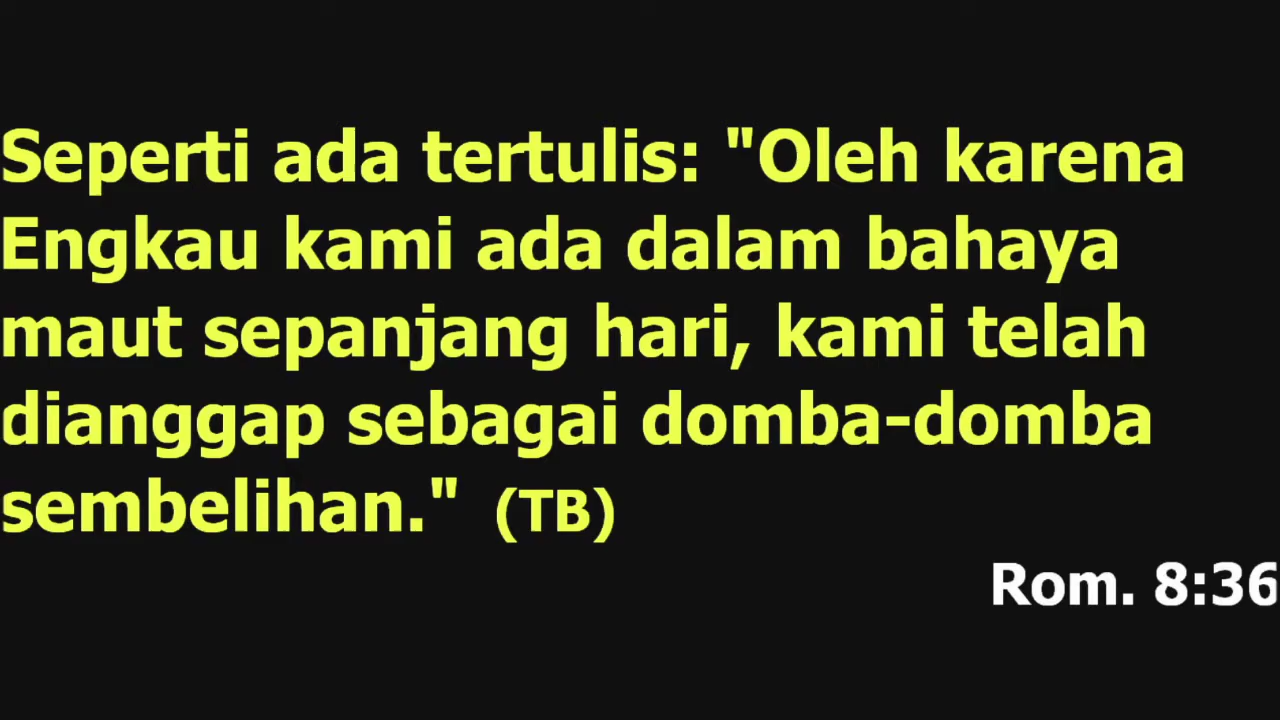 Seperti ada tertulis: "Oleh karena
Engkau kami ada dalam bahaya
maut sepanjang hari, kami telah
dianggap sebagai domba-domba
sembelihan." (TB)
Rom. 8:36